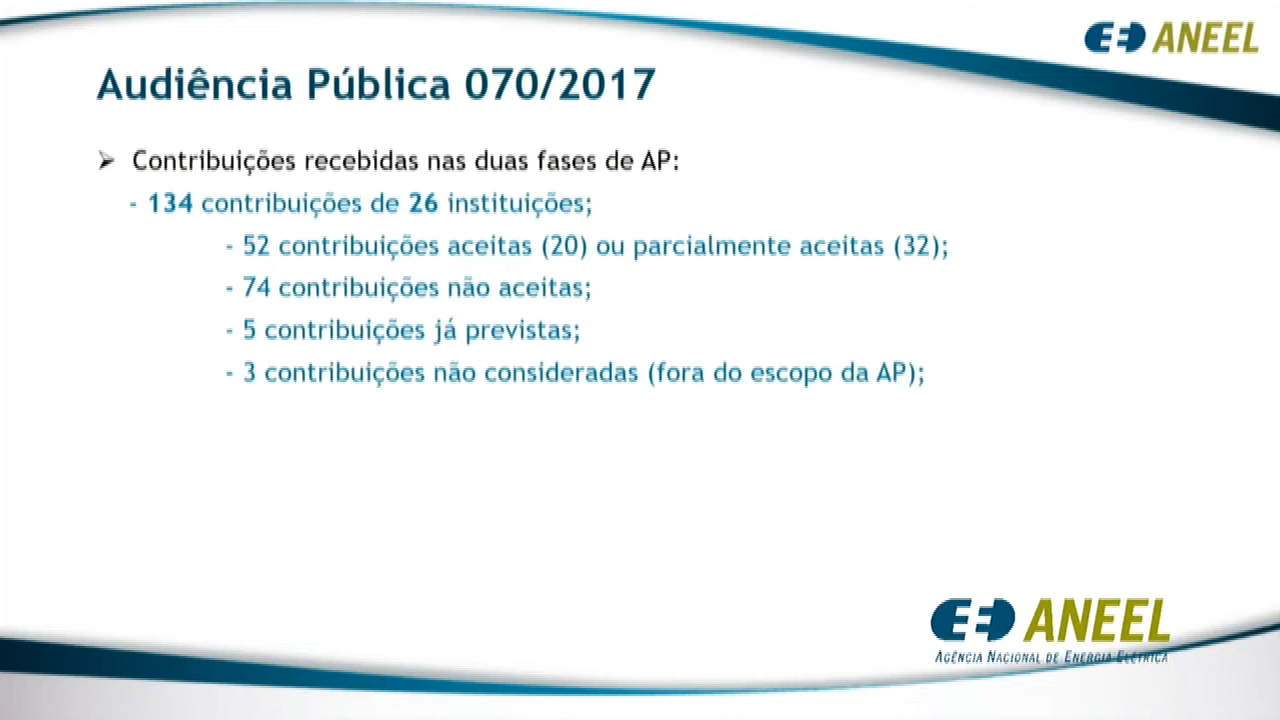 ANEEL
Audiência Pública 070/2017
➢ Contribuições recebidas nas duas fases de AP:
- 134 contribuições de 26 instituições;
- 52 contribuições aceitas (20) ou parcialmente aceitas (32);
- 74 contribuições não aceitas;
- 5 contribuições já previstas;
- 3 contribuições não consideradas (fora do escopo da AP);
ANEEL
AGÊNCIA NACIONAL DE ENERGIA ELÉTRICA